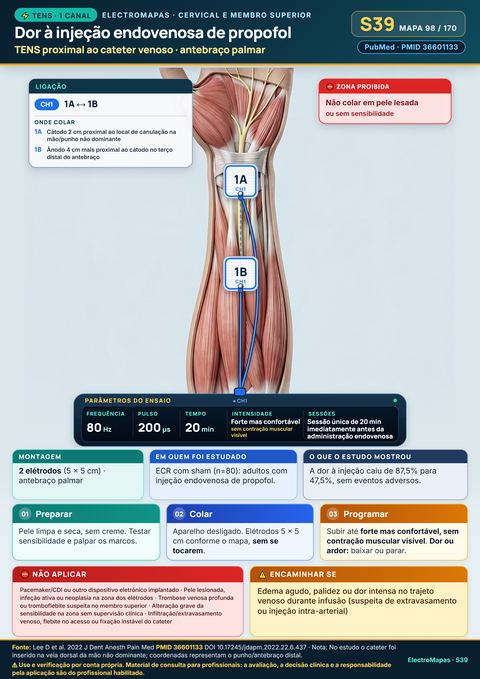 TENS · 1 CANAL ELECTROMAPAS · CERVICAL E MEMBRO SUPERIOR
Dor à injeção endovenosa de propofol
TENS proximal ao cateter venoso · antebraço palmar
S39 MAPA 98 / 170
PubMed · PMID 36601133
LIGAÇÃO
CH1 1A ↔ 1B
ONDE COLAR
1A Cátodo 2 cm proximal ao local de canulação na
mão/punho não dominante
1B Ânodo 4 cm mais proximal ao cátodo no terço
distal do antebraço
ZONA PROIBIDA
Não colar em pele lesada
ou sem sensibilidade
1A
CH1
1B
CH1
CH1
PARÂMETROS DO ENSAIO
FREQUÊNCIA
80 Hz
PULSO
200 µs
TEMPO
20 min
INTENSIDADE
Forte mas confortável
sem contração muscular
visível
SESSÕES
Sessão única de 20 min
imediatamente antes da
administração endovenosa
MONTAGEM
2 elétrodos (5 × 5 cm) ·
antebraço palmar
EM QUEM FOI ESTUDADO
ECR com sham (n=80): adultos com
injeção endovenosa de propofol.
O QUE O ESTUDO MOSTROU
A dor à injeção caiu de 87,5% para
47,5%, sem eventos adversos.
01 Preparar
Pele limpa e seca, sem creme. Testar
sensibilidade e palpar os marcos.
02 Colar
Aparelho desligado. Elétrodos 5 × 5
cm conforme o mapa, sem se
tocarem.
03 Programar
Subir até forte mas confortável, sem
contração muscular visível. Dor ou
ardor: baixar ou parar.
NÃO APLICAR
Pacemaker/CDI ou outro dispositivo eletrónico implantado · Pele lesionada,
infeção ativa ou neoplasia na zona dos elétrodos · Trombose venosa profunda
ou tromboflebite suspeita no membro superior · Alteração grave da
sensibilidade na zona sem supervisão clínica · Infiltração/extravasamento
venoso, flebite no acesso ou fixação instável do cateter
ENCAMINHAR SE
Edema agudo, palidez ou dor intensa no trajeto
venoso durante infusão (suspeita de extravasamento
ou injeção intra-arterial)
Fonte: Lee D et al. 2022 J Dent Anesth Pain Med PMID 36601133 DOI 10.17245/jdapm.2022.22.6.437 · Nota: No estudo o cateter foi
inserido na veia dorsal da mão não dominante; coordenadas representam o punho/antebraço distal.
Uso e verificação por conta própria. Material de consulta para profissionais: a avaliação, a decisão clínica e a responsabilidade
pela aplicação são do profissional habilitado.
ElectroMapas · S39